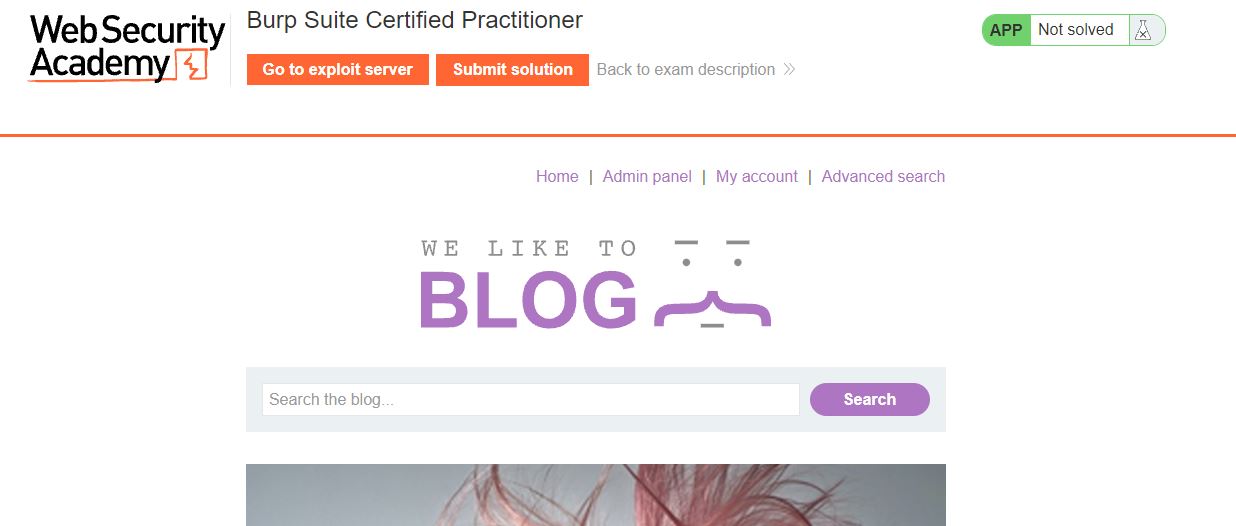 Web Security Academy
Burp Suite Certified Practitioner
Go to exploit server Submit solution Back to exam description
APP Not solved
Home | Admin panel | My account | Advanced search
WE LIKE TO
BLOG
Search the blog... Search